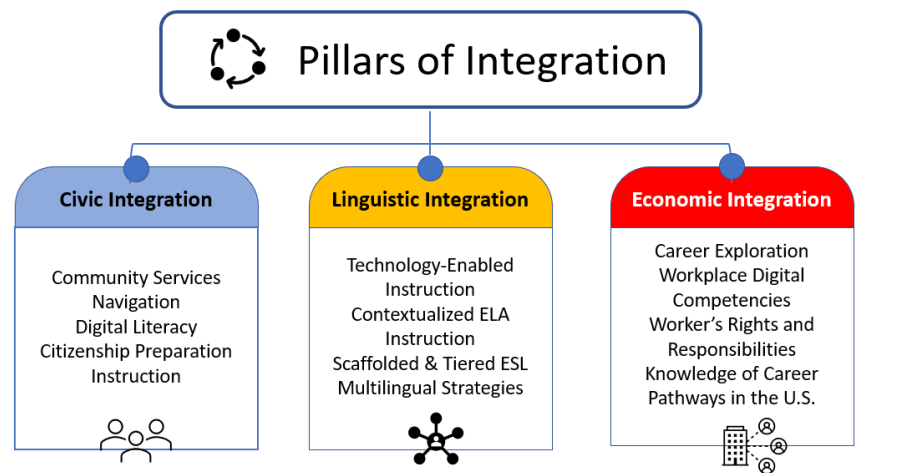 Pillars of Integration
Civic Integration
Community Services
Navigation
Digital Literacy
Citizenship Preparation
Instruction
Linguistic Integration
Technology-Enabled
Instruction
Contextualized ELA
Instruction
Scaffolded & Tiered ESL
Multilingual Strategies
Economic Integration
Career Exploration
Workplace Digital
Competencies
Worker’s Rights and
Responsibilities
Knowledge of Career
Pathways in the U.S.